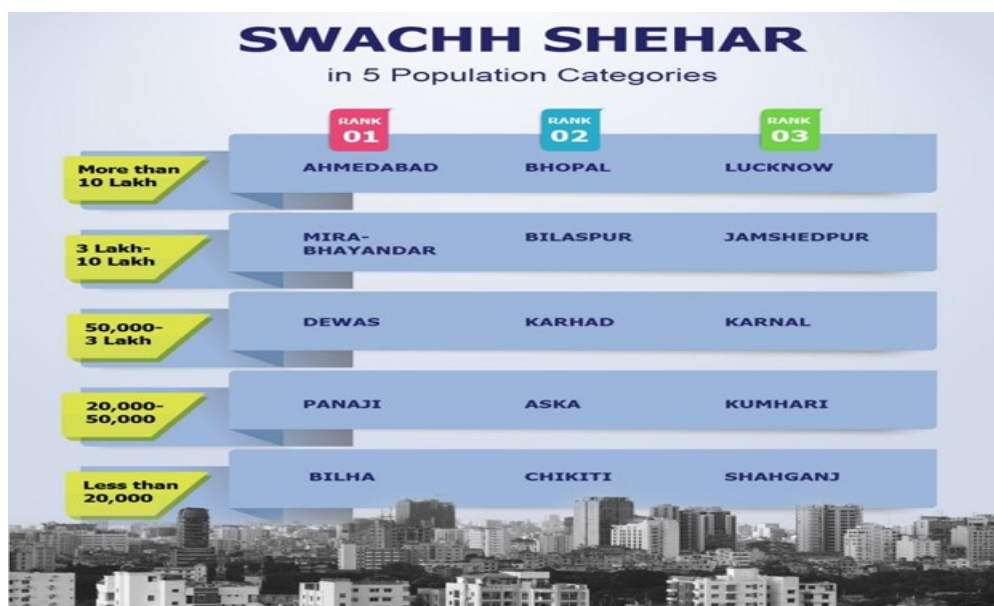 SWACHH SHEHAR
in 5 Population Categories
RANK
01
RANK
02
RANK
03
More than
10 Lakh
AHMEDABAD
BHOPAL
LUCKNOW
3 Lakh-
10 Lakh
MIRA-
BHAYANDAR
BILASPUR
JAMSHEDPUR
50,000-
3 Lakh
DEWAS
KARHAD
KARNAL
20,000-
50,000
PANAJI
ASKA
KUMHARI
Less than
20,000
BILHA
CHIKITI
SHAHGANJ